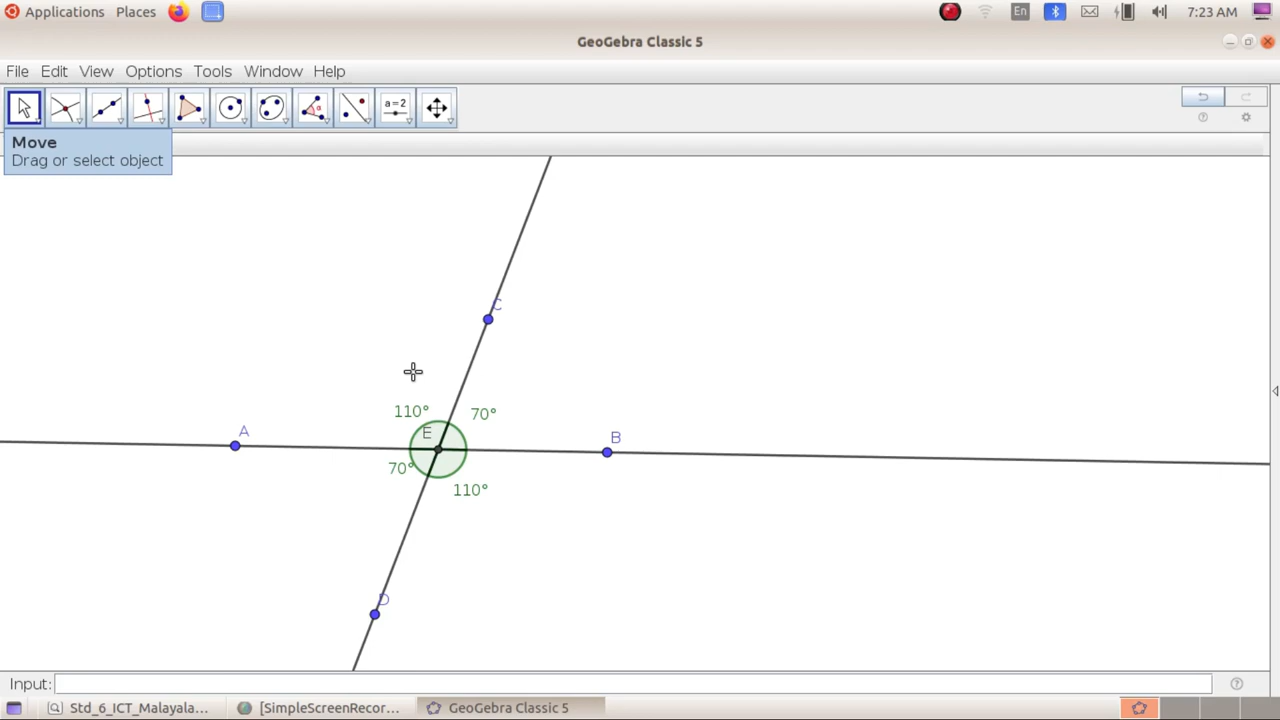 Applications Places En 7:23 AM
GeoGebra Classic 5
File Edit View Options Tools Window Help
a=2
Move
Drag or select object
C
110° 70°
A E B
70°
110°
D
Input:
Std_6_ICT_Malayala... [SimpleScreenRecor... GeoGebra Classic 5